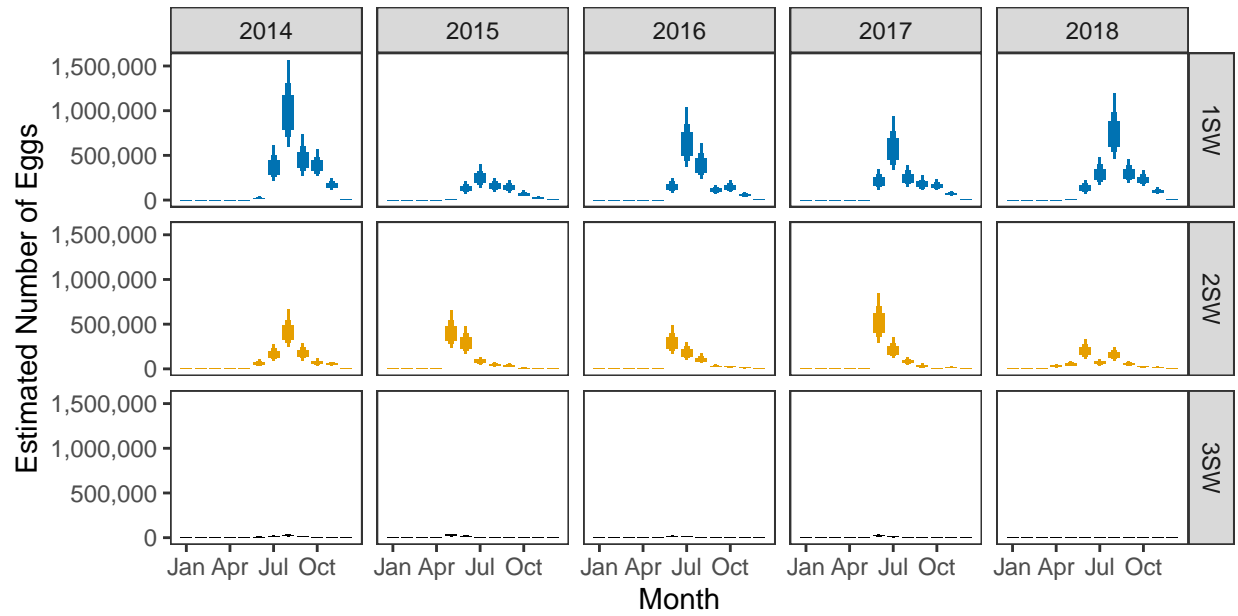 2014 2015 2016 2017 2018
Estimated Number of Eggs
1,500,000
1,000,000
500,000
0
1SW
1,500,000
1,000,000
500,000
0
2SW
1,500,000
1,000,000
500,000
0
3SW
Jan Apr Jul Oct Jan Apr Jul Oct Jan Apr Jul Oct Jan Apr Jul Oct Jan Apr Jul Oct
Month